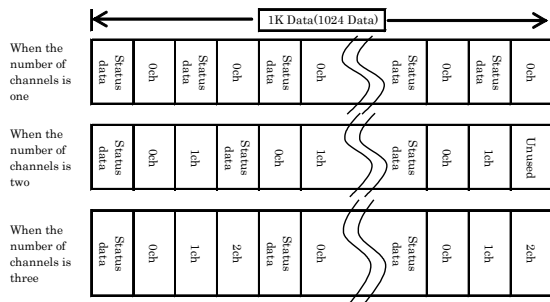 1K Data(1024 Data)
When the
number of
channels is
one
Status
data
0ch
Status
data
0ch
Status
data
0ch
Status
data
0ch
Status
data
0ch
When the
number of
channels is
two
Status
data
0ch
1ch
Status
data
0ch
1ch
Status
data
0ch
1ch
Unused
When the
number of
channels is
three
Status
data
0ch
1ch
2ch
Status
data
0ch
Status
data
0ch
1ch
2ch